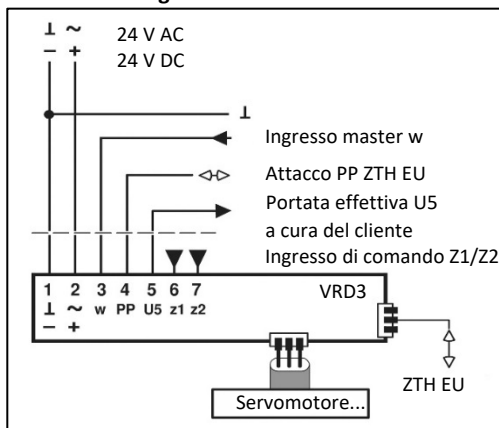 ⊥ ~ 24 V AC
– + 24 V DC
⊥
Ingresso master w
Attacco PP ZTH EU
Portata effettiva U5
a cura del cliente
Ingresso di comando Z1/Z2
1 2 3 4 5 6 7 VRD3
⊥ ~ w PP U5 z1 z2
– +
ZTH EU
Servomotore...